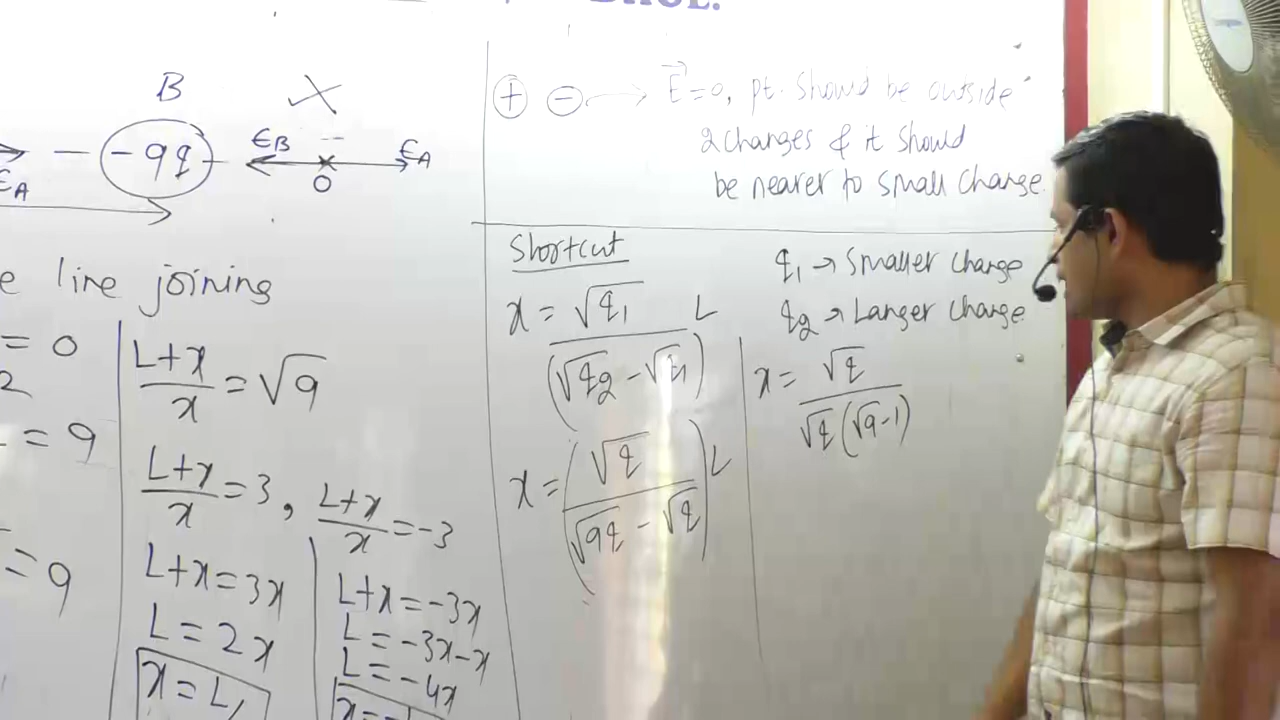 B
-9q
E_B
E_A
O
E_A
⊕ ⊖ → E⃗=0, pt. should be outside
2 charges & it should
be nearer to small charge.
e line joining
= 0
2
= 9
= 9
L+x/x = √9
L+x/x = 3, L+x/x = -3
L+x = 3x
L = 2x
L+x = -3x
L = -3x-x
L = -4x
Shortcut
x = √q₁ L/(√q₂ - √q₁)
x = (√q/√9q - √q) L
q₁ → Smaller charge
q₂ → Larger charge
x = √q/√q(√9-1)